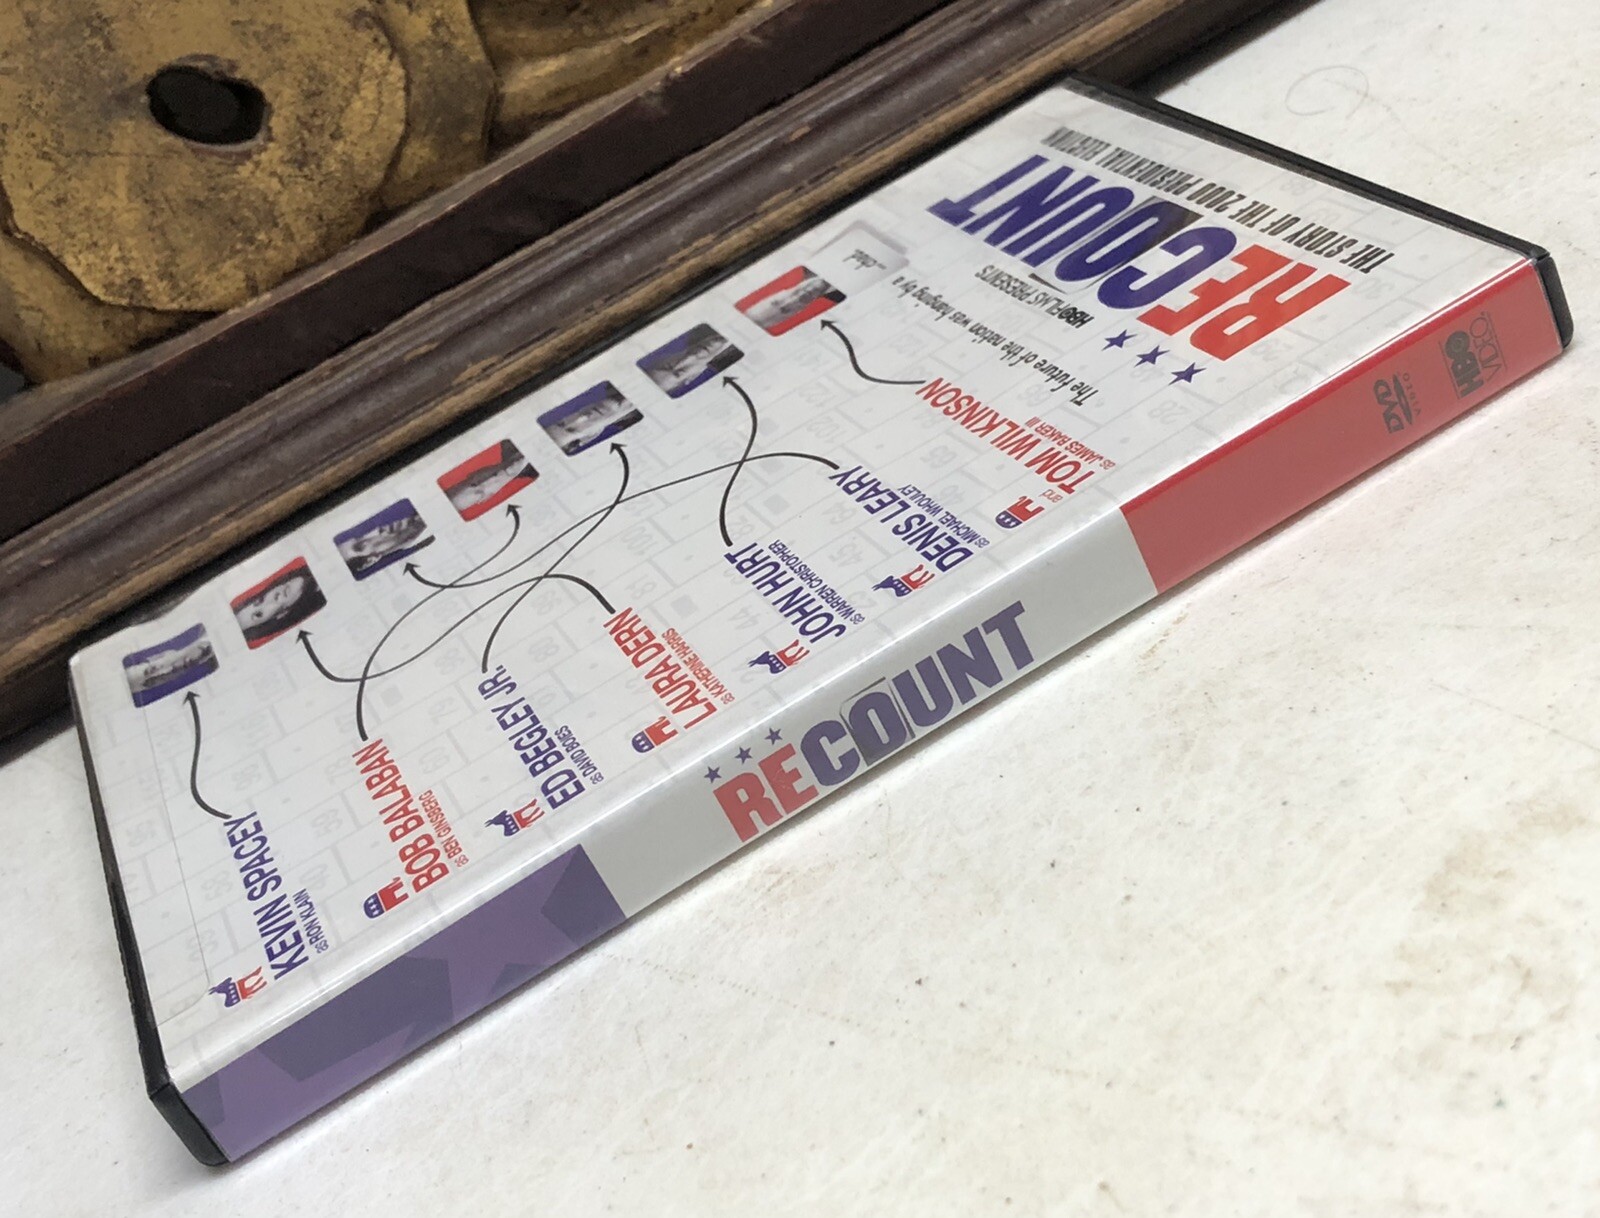 KEVIN SPACEY
as RON KLAIN
BOB BALABAN
as BEN GINSBERG
ED BEGLEY JR.
as DAVID BOIES
LAURA DERN
as KATHERINE HARRIS
JOHN HURT
as WARREN CHRISTOPHER
DENIS LEARY
as MICHAEL WHOULEY
and
TOM WILKINSON
as JAMES BAKER III
The future of the nation was hanging by a
...chad.
HBO FILMS PRESENTS
RECOUNT
THE STORY OF THE 2000 PRESIDENTIAL ELECTION
RECOUNT
DVD
VIDEO
HBO
VIDEO